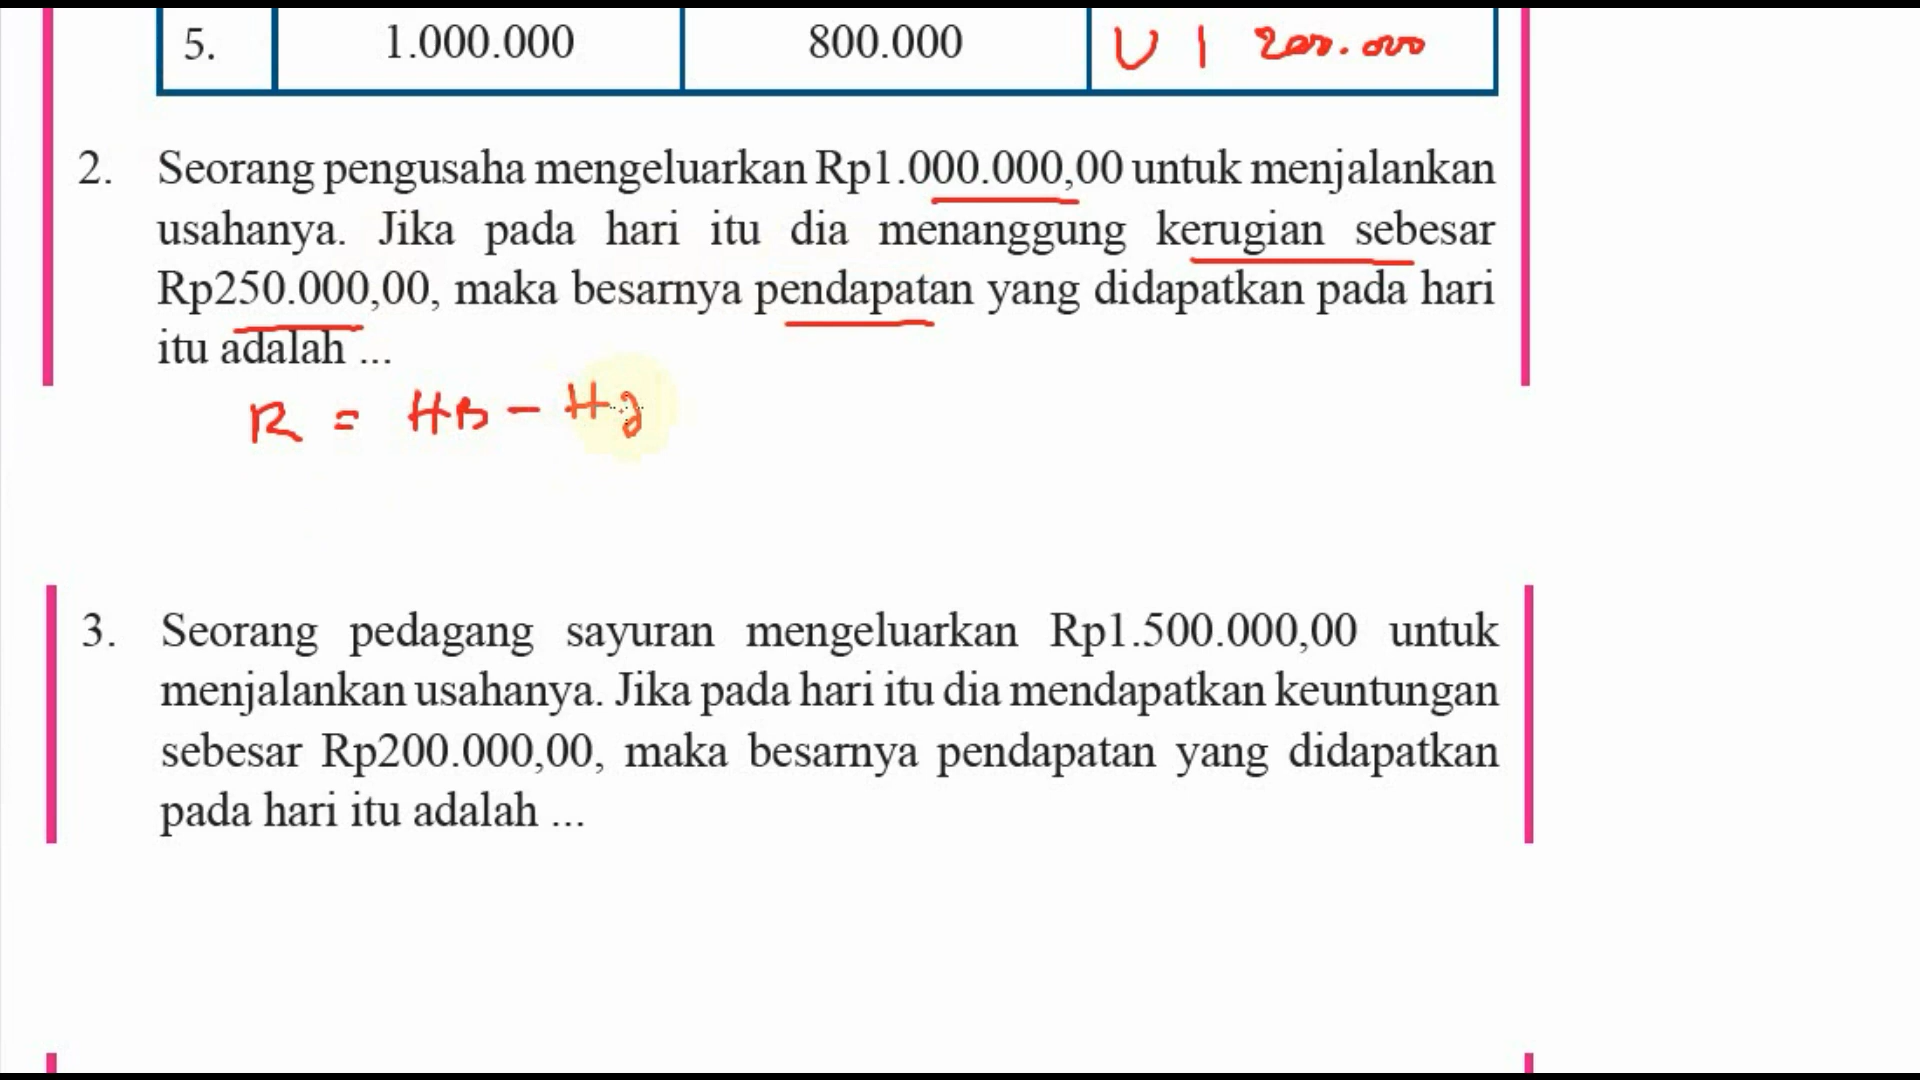 5. 1.000.000 800.000 U | 200.000
2. Seorang pengusaha mengeluarkan Rp1.000.000,00 untuk menjalankan
usahanya. Jika pada hari itu dia menanggung kerugian sebesar
Rp250.000,00, maka besarnya pendapatan yang didapatkan pada hari
itu adalah ...
R = HB - HJ
3. Seorang pedagang sayuran mengeluarkan Rp1.500.000,00 untuk
menjalankan usahanya. Jika pada hari itu dia mendapatkan keuntungan
sebesar Rp200.000,00, maka besarnya pendapatan yang didapatkan
pada hari itu adalah ...